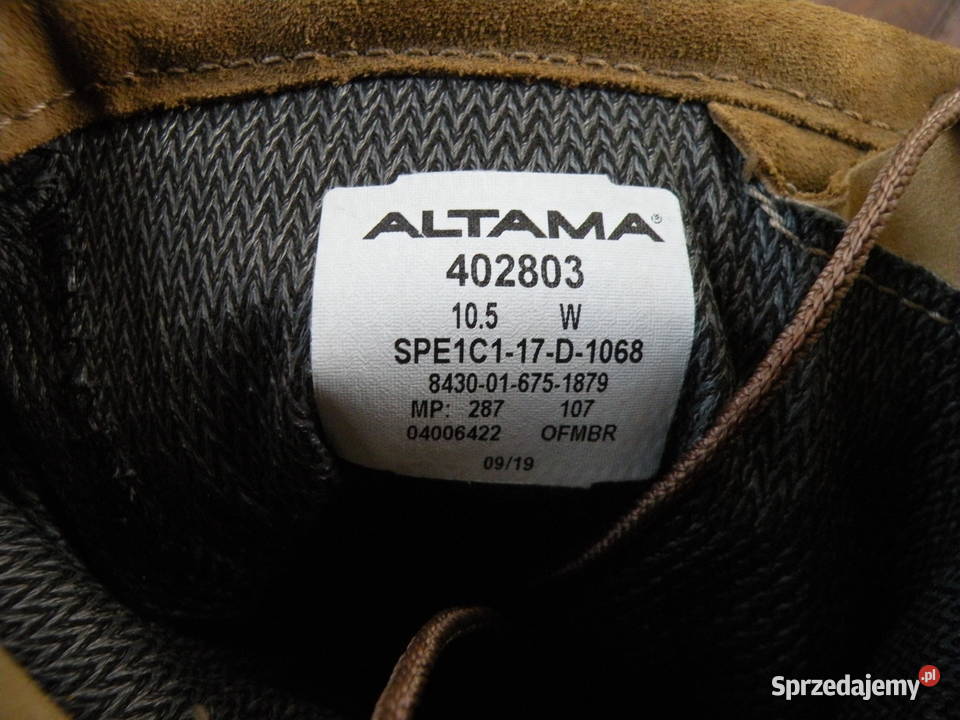 ALTAMA®
402803
10.5 W
SPE1C1-17-D-1068
8430-01-675-1879
MP: 287 107
04006422 OFMBR
09/19
Sprzedajemy.pl